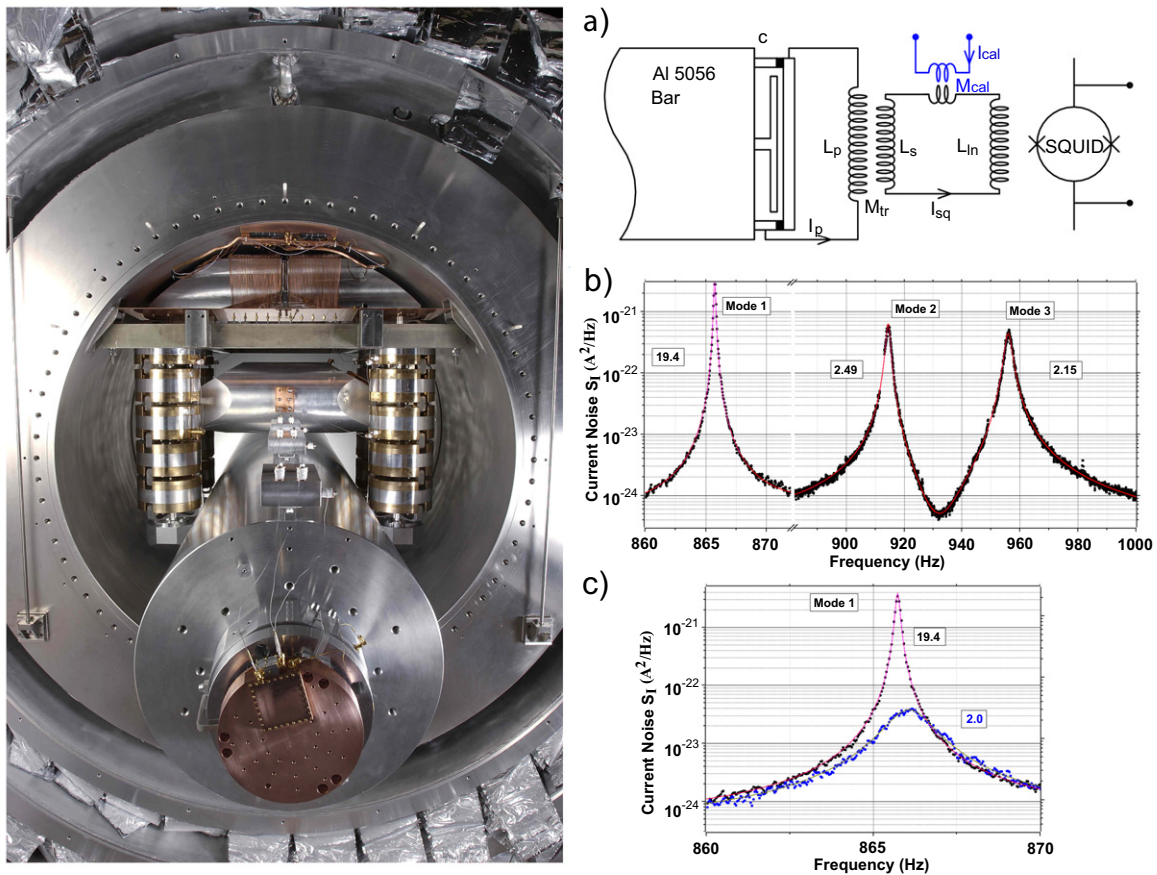 a)
c
Al 5056
Bar
Lp
Ls
LIn
Mtr
Ip
Isq
Ical
Mcal
SQUID
b)
Current Noise SI (A2/Hz)
10-21
10-22
10-23
10-24
Mode 1
Mode 2
Mode 3
19.4
2.49
2.15
860 865 870 900 920 940 960 980 1000
Frequency (Hz)
c)
Current Noise SI (A2/Hz)
10-21
10-22
10-23
10-24
Mode 1
19.4
2.0
860 865 870
Frequency (Hz)